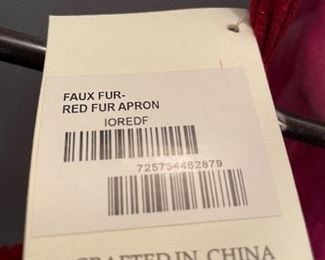 FAUX FUR-
RED FUR APRON
IOREDF
725734462879
CRAFTED IN CHINA